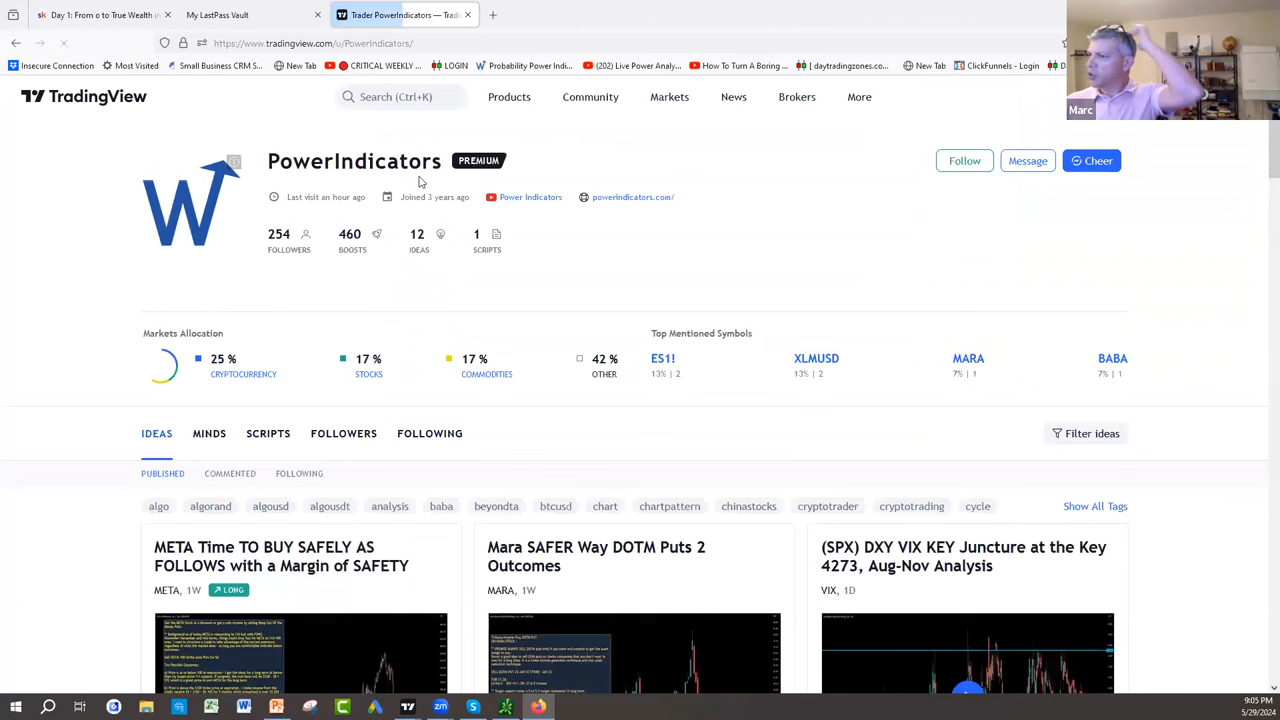 Day 1: From 0 to True Wealth in
My LastPass Vault
Trader PowerIndicators — Trade
https://www.tradingview.com/u/PowerIndicators/
Insecure Connection
Most Visited
Small Business CRM S...
New Tab
CRITICAL WEEKLY ...
LOGIN
Probability Power Indi...
(202) Live Power Analy...
How To Turn A Boring ...
[ daytradingzones.co...
New Tab
ClickFunnels - Login
TradingView
Search (Ctrl+K)
Products
Community
Markets
News
Brokers
More
Marc
PowerIndicators
PREMIUM
Follow
Message
Cheer
Last visit an hour ago
Joined 3 years ago
Power Indicators
powerindicators.com/
W
254
460
12
1
FOLLOWERS
BOOSTS
IDEAS
SCRIPTS
Markets Allocation
Top Mentioned Symbols
25 %
17 %
17 %
42 %
CRYPTOCURRENCY
STOCKS
COMMODITIES
OTHER
ES1!
XLMUSD
MARA
BABA
13% | 2
13% | 2
7% | 1
7% | 1
IDEAS
MINDS
SCRIPTS
FOLLOWERS
FOLLOWING
Filter ideas
PUBLISHED
COMMENTED
FOLLOWING
algo
algorand
algousd
algousdt
analysis
baba
beyondta
btcusd
chart
chartpattern
chinastocks
cryptotrader
cryptotrading
cycle
Show All Tags
META Time TO BUY SAFELY AS
FOLLOWS with a Margin of SAFETY
META, 1W
LONG
Mara SAFER Way DOTM Puts 2
Outcomes
MARA, 1W
(SPX) DXY VIX KEY Juncture at the Key
4273, Aug-Nov Analysis
VIX, 1D
9:05 PM
5/29/2024